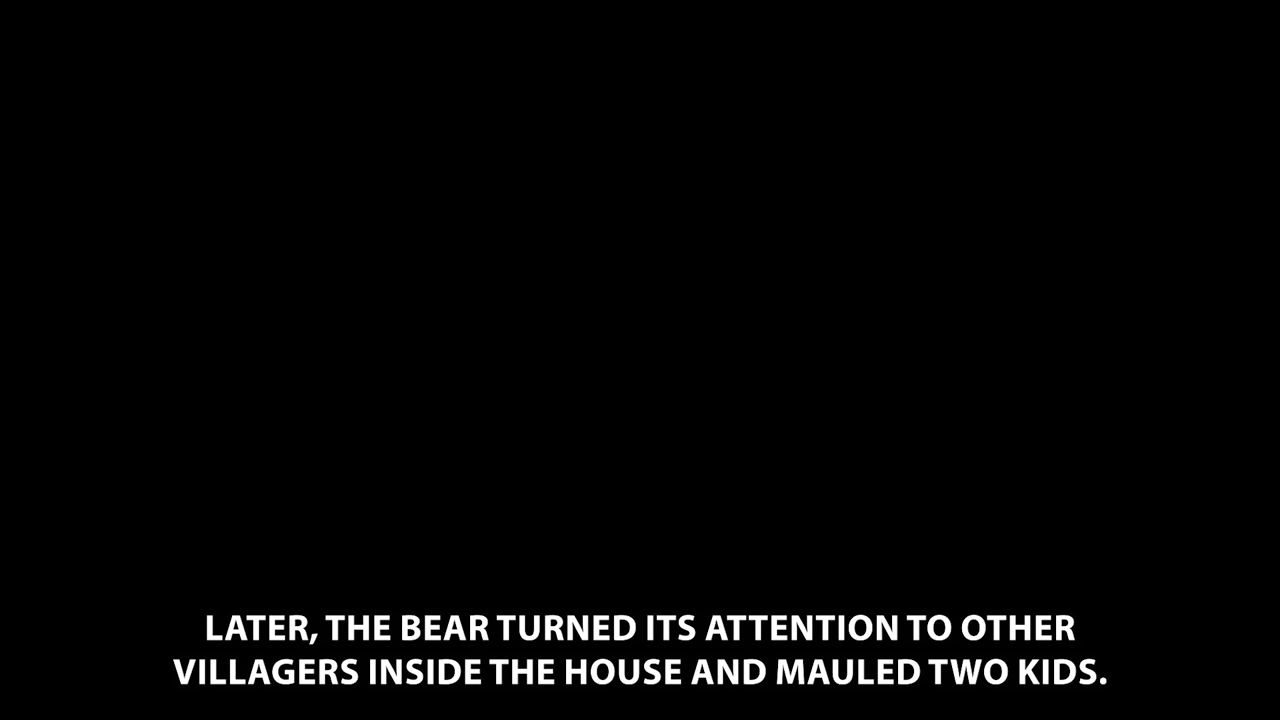 LATER, THE BEAR TURNED ITS ATTENTION TO OTHER
VILLAGERS INSIDE THE HOUSE AND MAULED TWO KIDS.